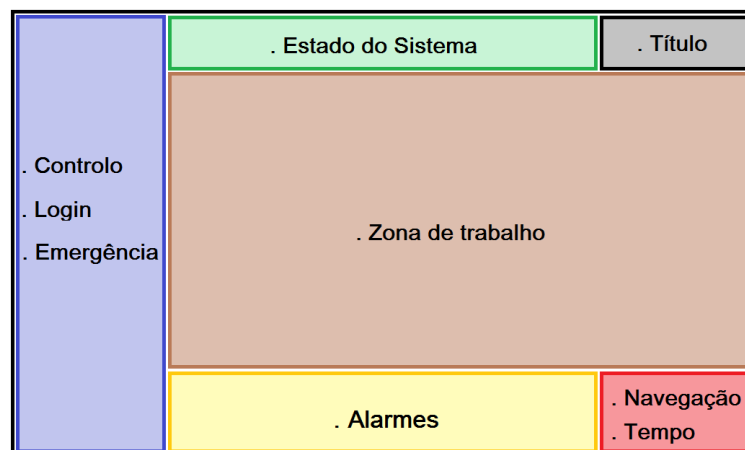 . Estado do Sistema
. Título
. Controlo
. Login
. Emergência
. Zona de trabalho
. Alarmes
. Navegação
. Tempo